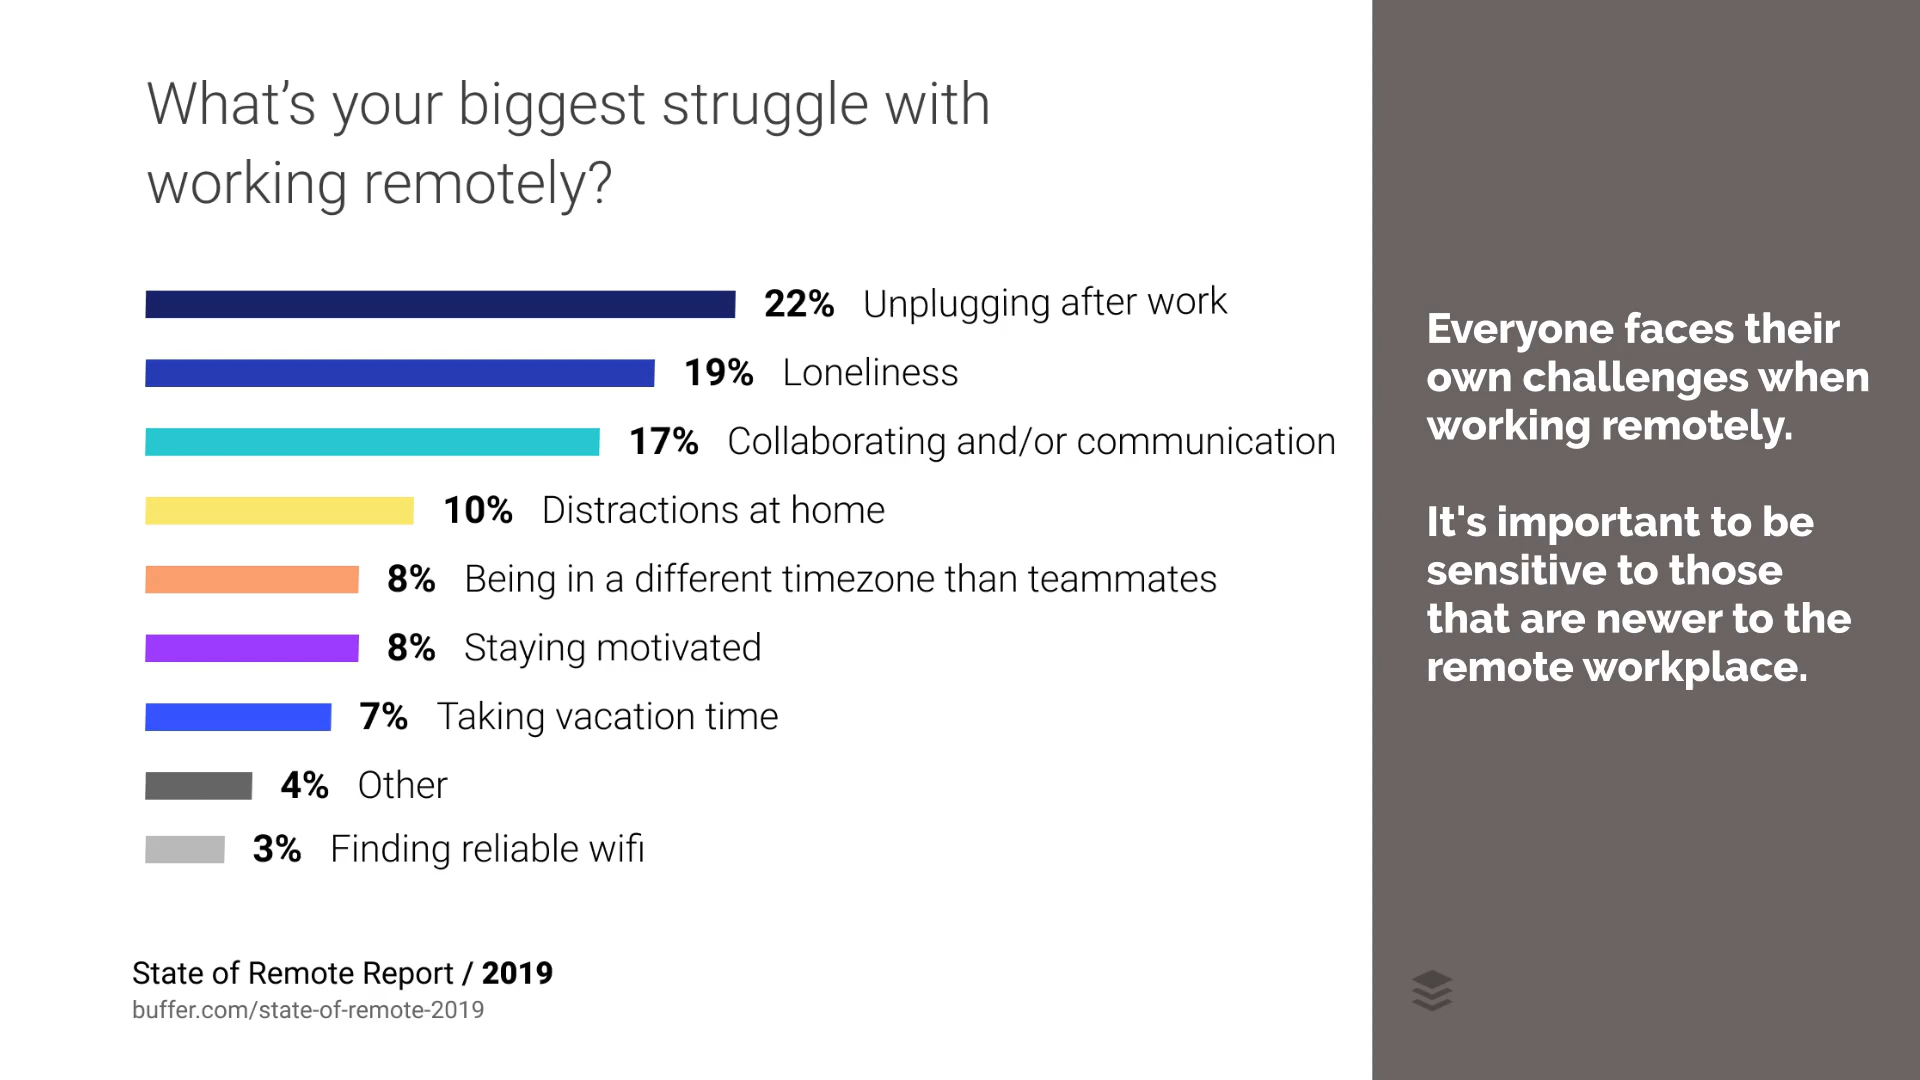 What’s your biggest struggle with
working remotely?
22% Unplugging after work
19% Loneliness
17% Collaborating and/or communication
10% Distractions at home
8% Being in a different timezone than teammates
8% Staying motivated
7% Taking vacation time
4% Other
3% Finding reliable wifi
State of Remote Report / 2019
buffer.com/state-of-remote-2019
Everyone faces their
own challenges when
working remotely.
It's important to be
sensitive to those
that are newer to the
remote workplace.